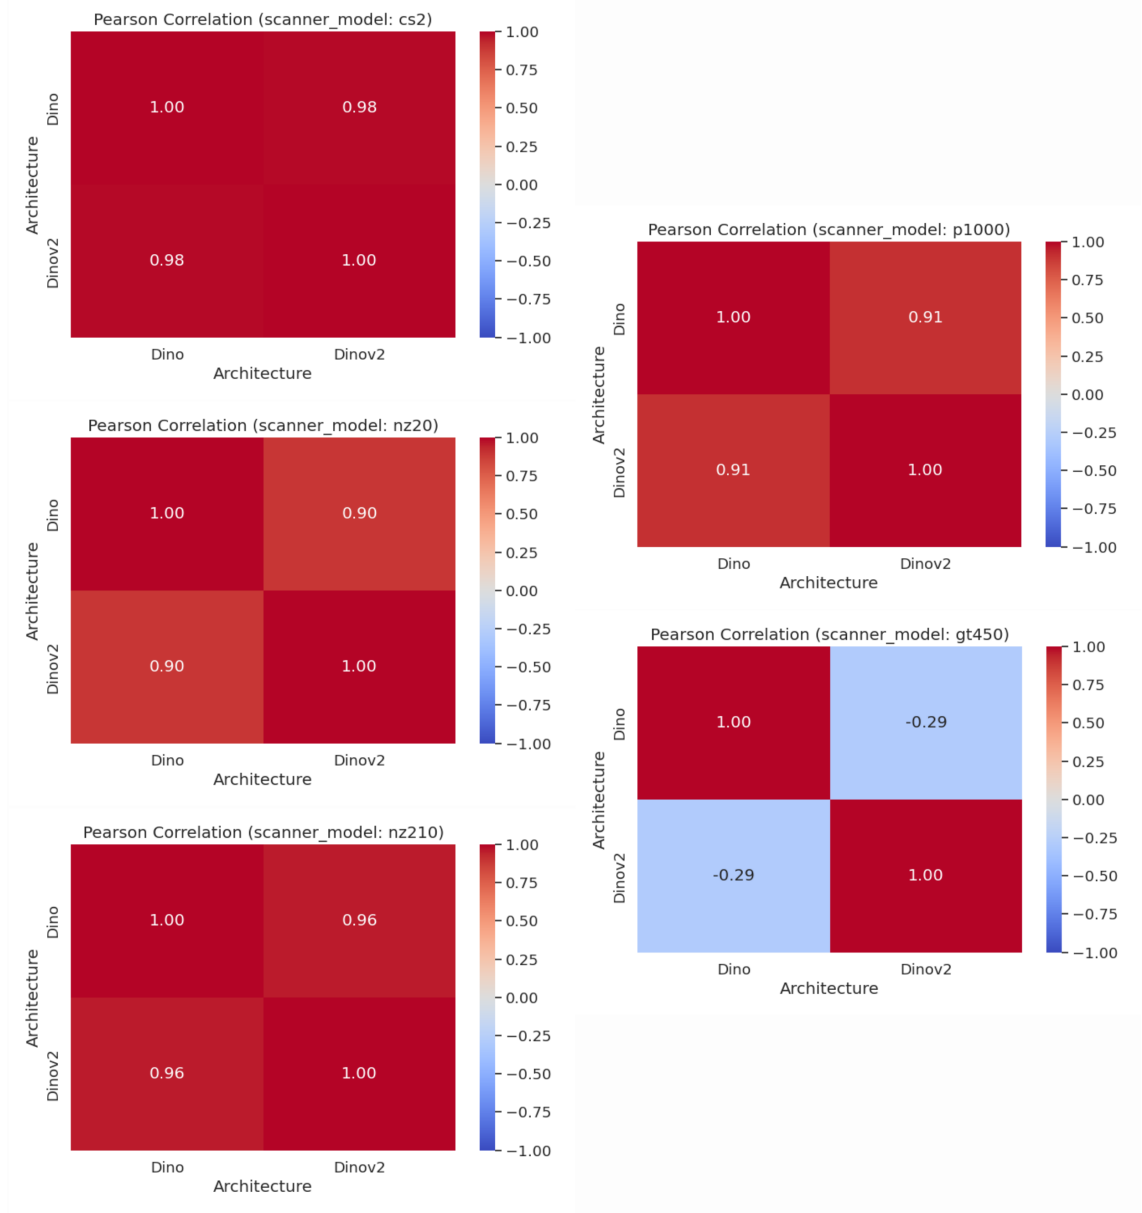 Pearson Correlation (scanner_model: cs2)
Architecture
Dino
Dinov2
1.00 0.98
0.98 1.00
Dino Dinov2
Architecture
1.00
0.75
0.50
0.25
0.00
−0.25
−0.50
−0.75
−1.00
Pearson Correlation (scanner_model: nz20)
Architecture
Dino
Dinov2
1.00 0.90
0.90 1.00
Dino Dinov2
Architecture
1.00
0.75
0.50
0.25
0.00
−0.25
−0.50
−0.75
−1.00
Pearson Correlation (scanner_model: nz210)
Architecture
Dino
Dinov2
1.00 0.96
0.96 1.00
Dino Dinov2
Architecture
1.00
0.75
0.50
0.25
0.00
−0.25
−0.50
−0.75
−1.00
Pearson Correlation (scanner_model: p1000)
Architecture
Dino
Dinov2
1.00 0.91
0.91 1.00
Dino Dinov2
Architecture
1.00
0.75
0.50
0.25
0.00
−0.25
−0.50
−0.75
−1.00
Pearson Correlation (scanner_model: gt450)
Architecture
Dino
Dinov2
1.00 -0.29
-0.29 1.00
Dino Dinov2
Architecture
1.00
0.75
0.50
0.25
0.00
−0.25
−0.50
−0.75
−1.00